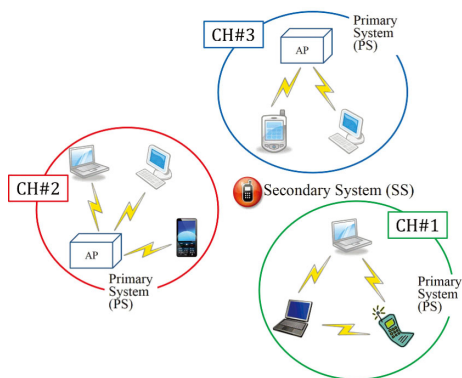 CH#3
AP
Primary
System
(PS)
CH#2
AP
Primary
System
(PS)
Secondary System (SS)
CH#1
Primary
System
(PS)